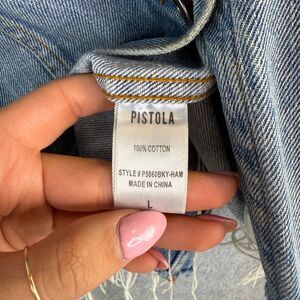 PISTOLA
100% COTTON
STYLE# P5860BKY-HAM
MADE IN CHINA
L